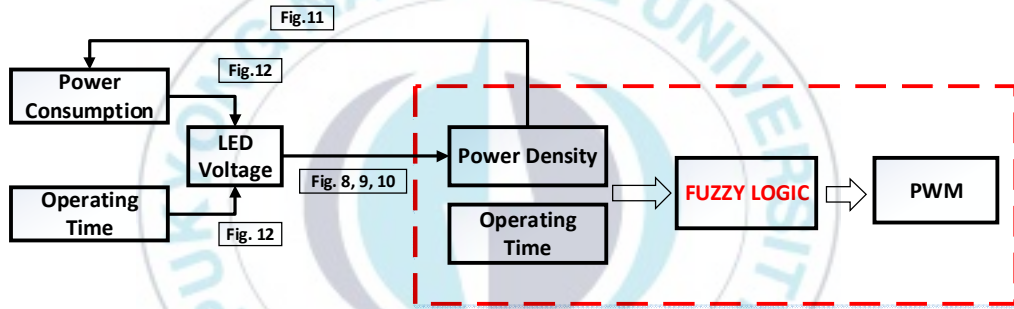 Fig.11
Power
Consumption
Fig.12
LED
Voltage
Operating
Time
Fig. 12
Fig. 8, 9, 10
Power Density
Operating
Time
FUZZY LOGIC
PWM
UNIVERSIT